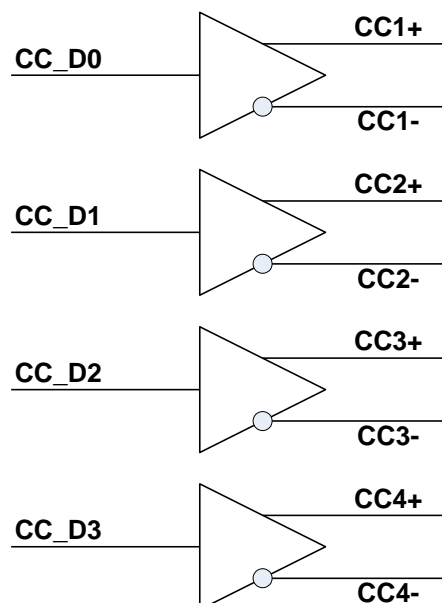 CC1+
CC_D0
CC1-
CC2+
CC_D1
CC2-
CC3+
CC_D2
CC3-
CC4+
CC_D3
CC4-